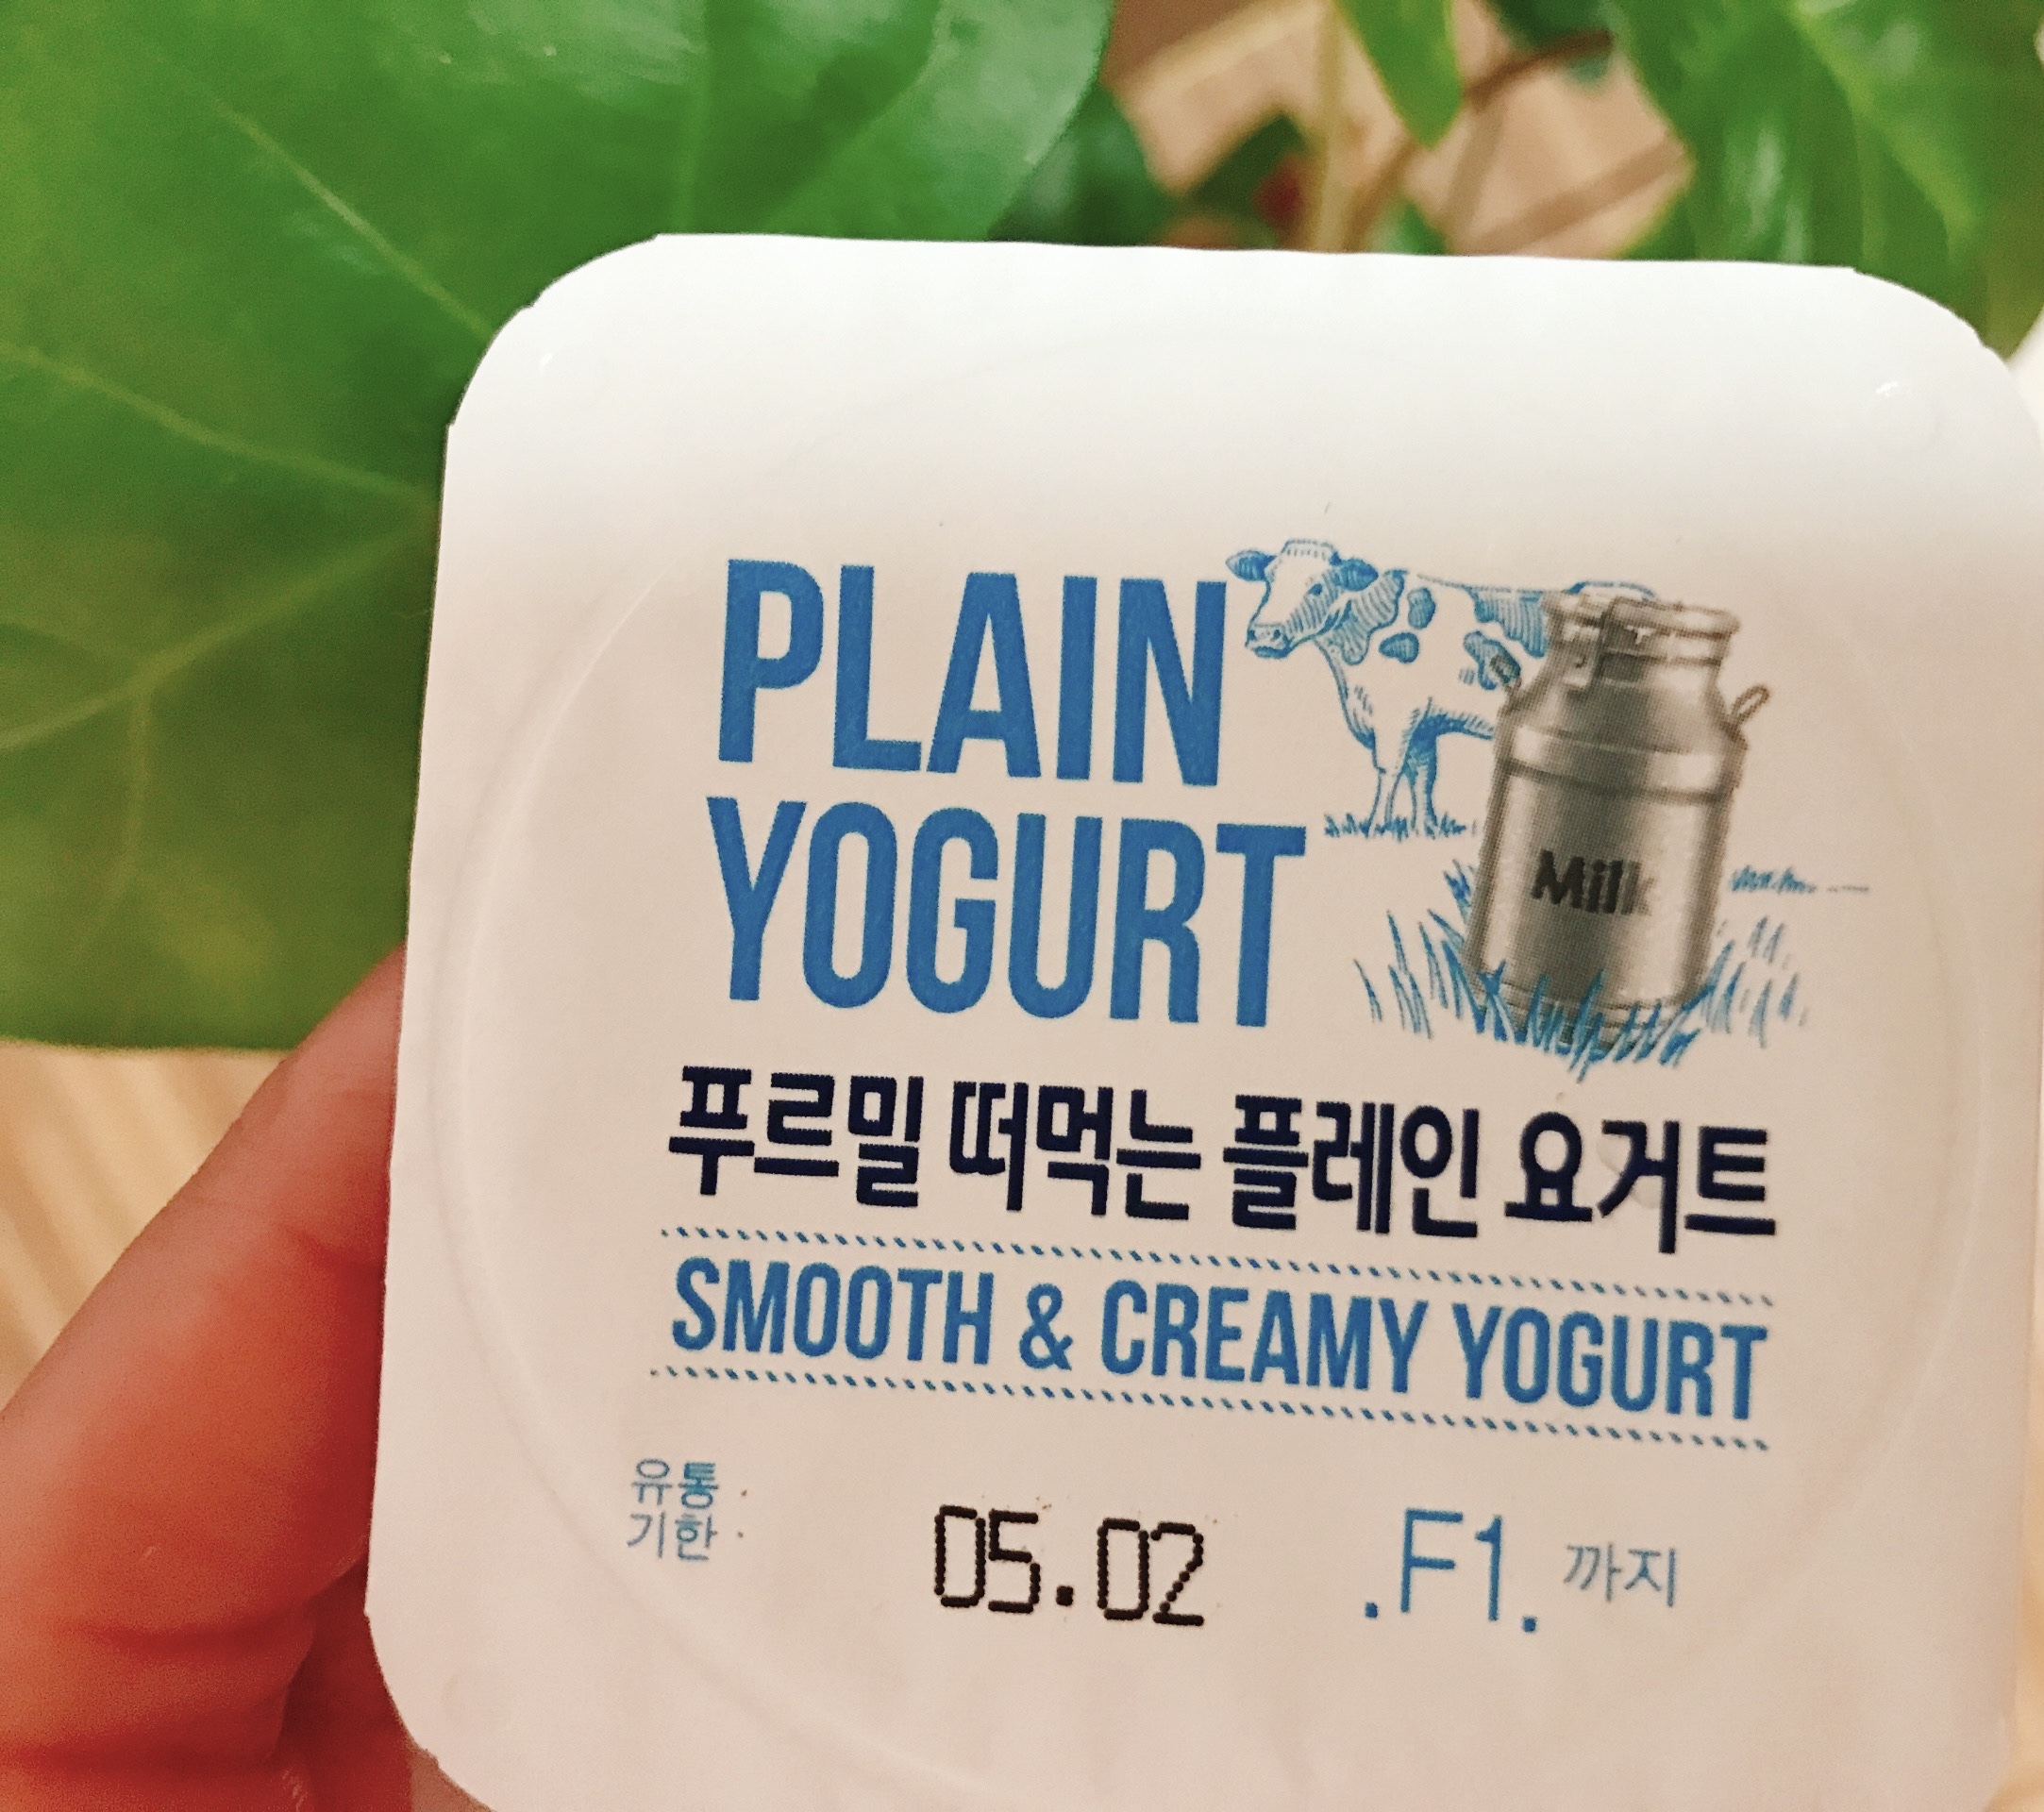 PLAIN
YOGURT
Milk
푸르밀 떠먹는 플레인 요거트
SMOOTH & CREAMY YOGURT
유통
기한
05.02 .F1. 까지